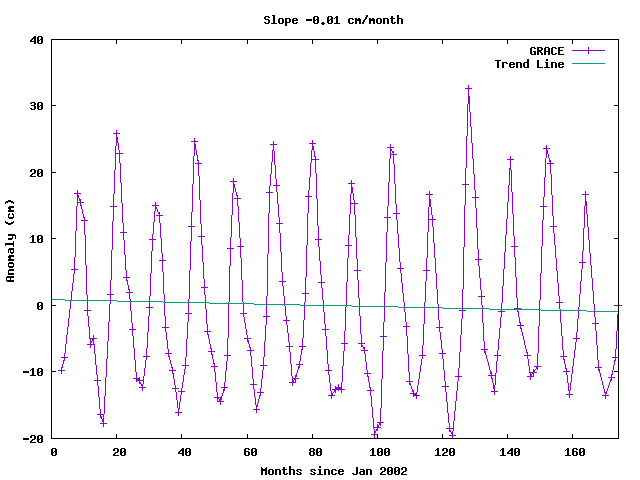 Slope -0.01 cm/month
GRACE
Trend Line
40
30
20
10
0
-10
-20
Anomaly (cm)
0 20 40 60 80 100 120 140 160
Months since Jan 2002